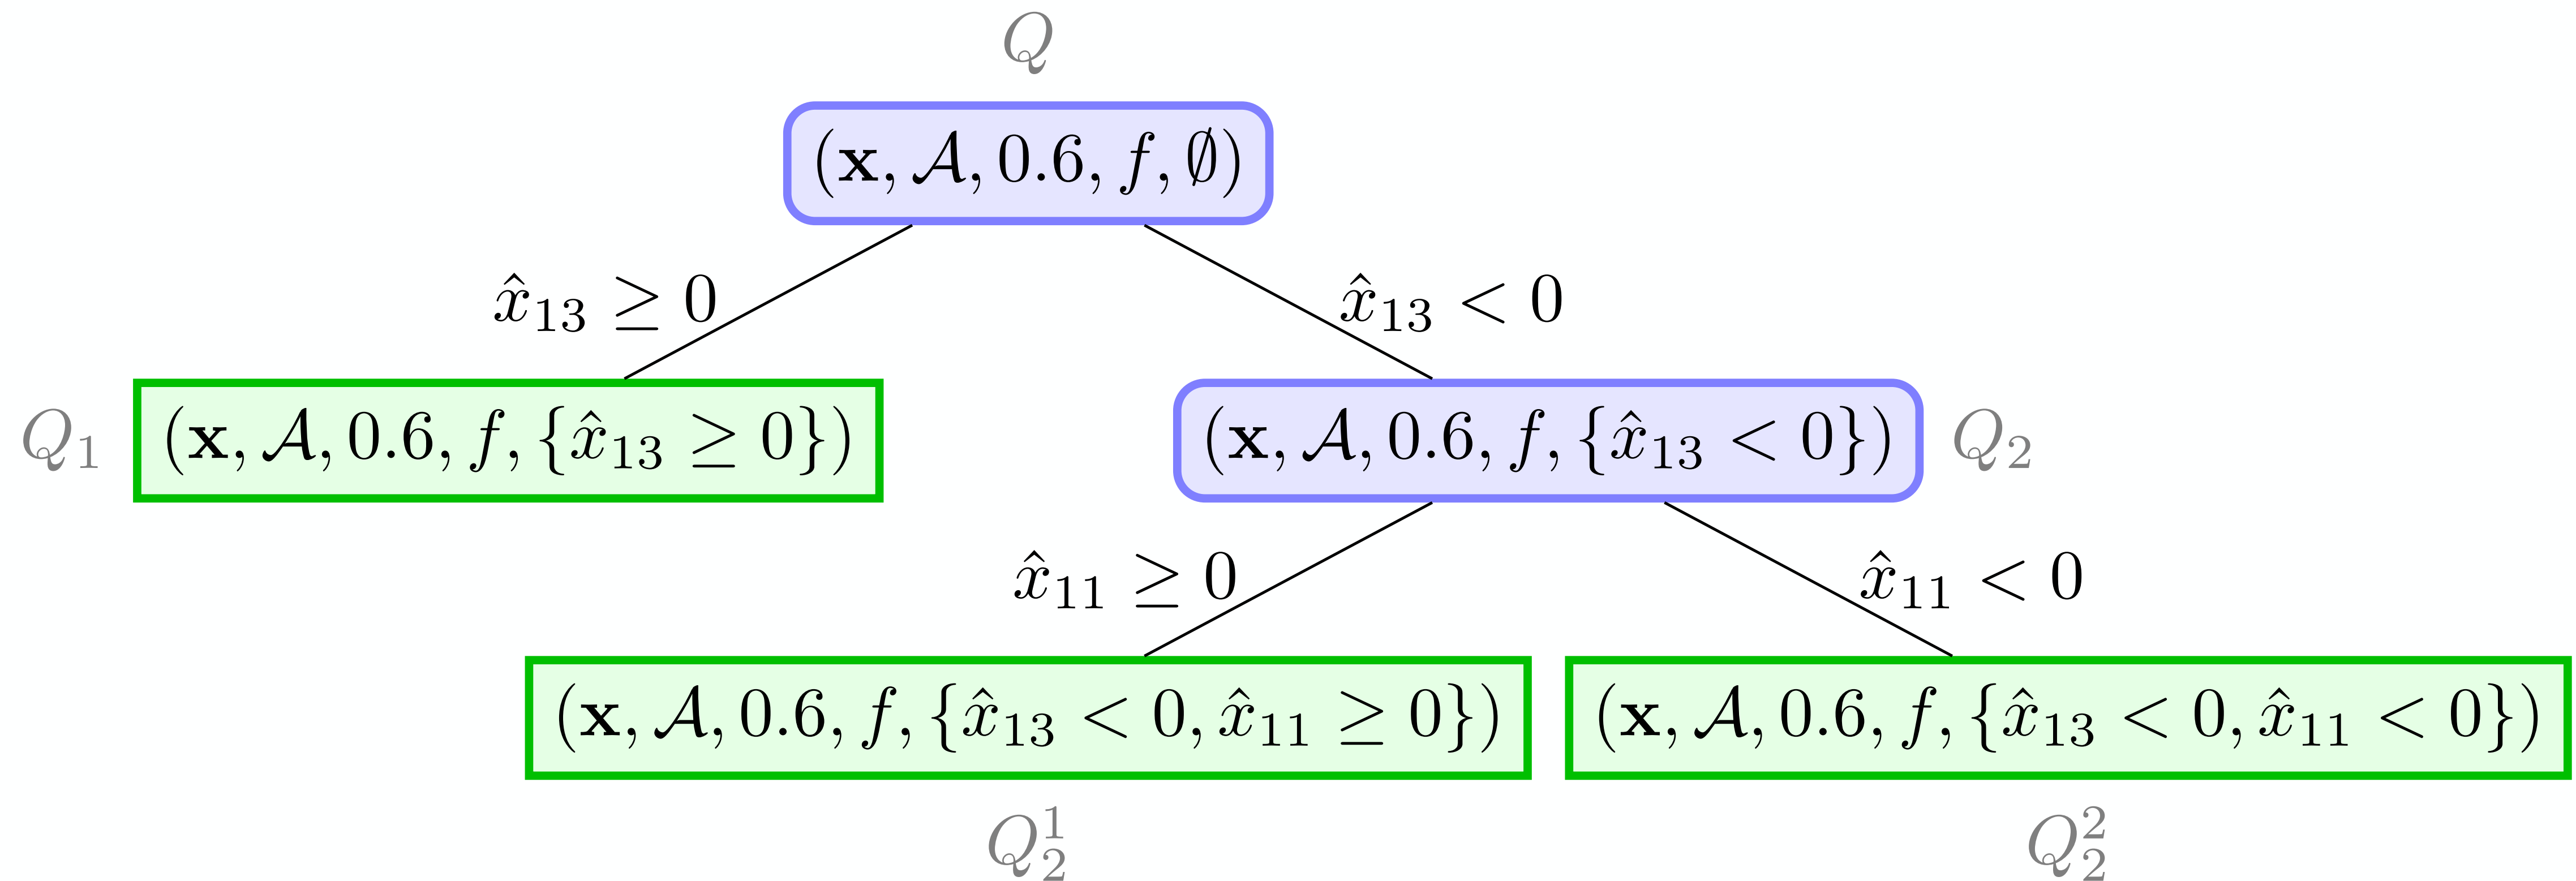 Q
(𝐱, 𝒜, 0.6, f, ∅)
x̂₁₃ ≥ 0
x̂₁₃ < 0
Q₁
(𝐱, 𝒜, 0.6, f, {x̂₁₃ ≥ 0})
(𝐱, 𝒜, 0.6, f, {x̂₁₃ < 0})
Q₂
x̂₁₁ ≥ 0
x̂₁₁ < 0
(𝐱, 𝒜, 0.6, f, {x̂₁₃ < 0, x̂₁₁ ≥ 0})
(𝐱, 𝒜, 0.6, f, {x̂₁₃ < 0, x̂₁₁ < 0})
Q₂¹
Q₂²